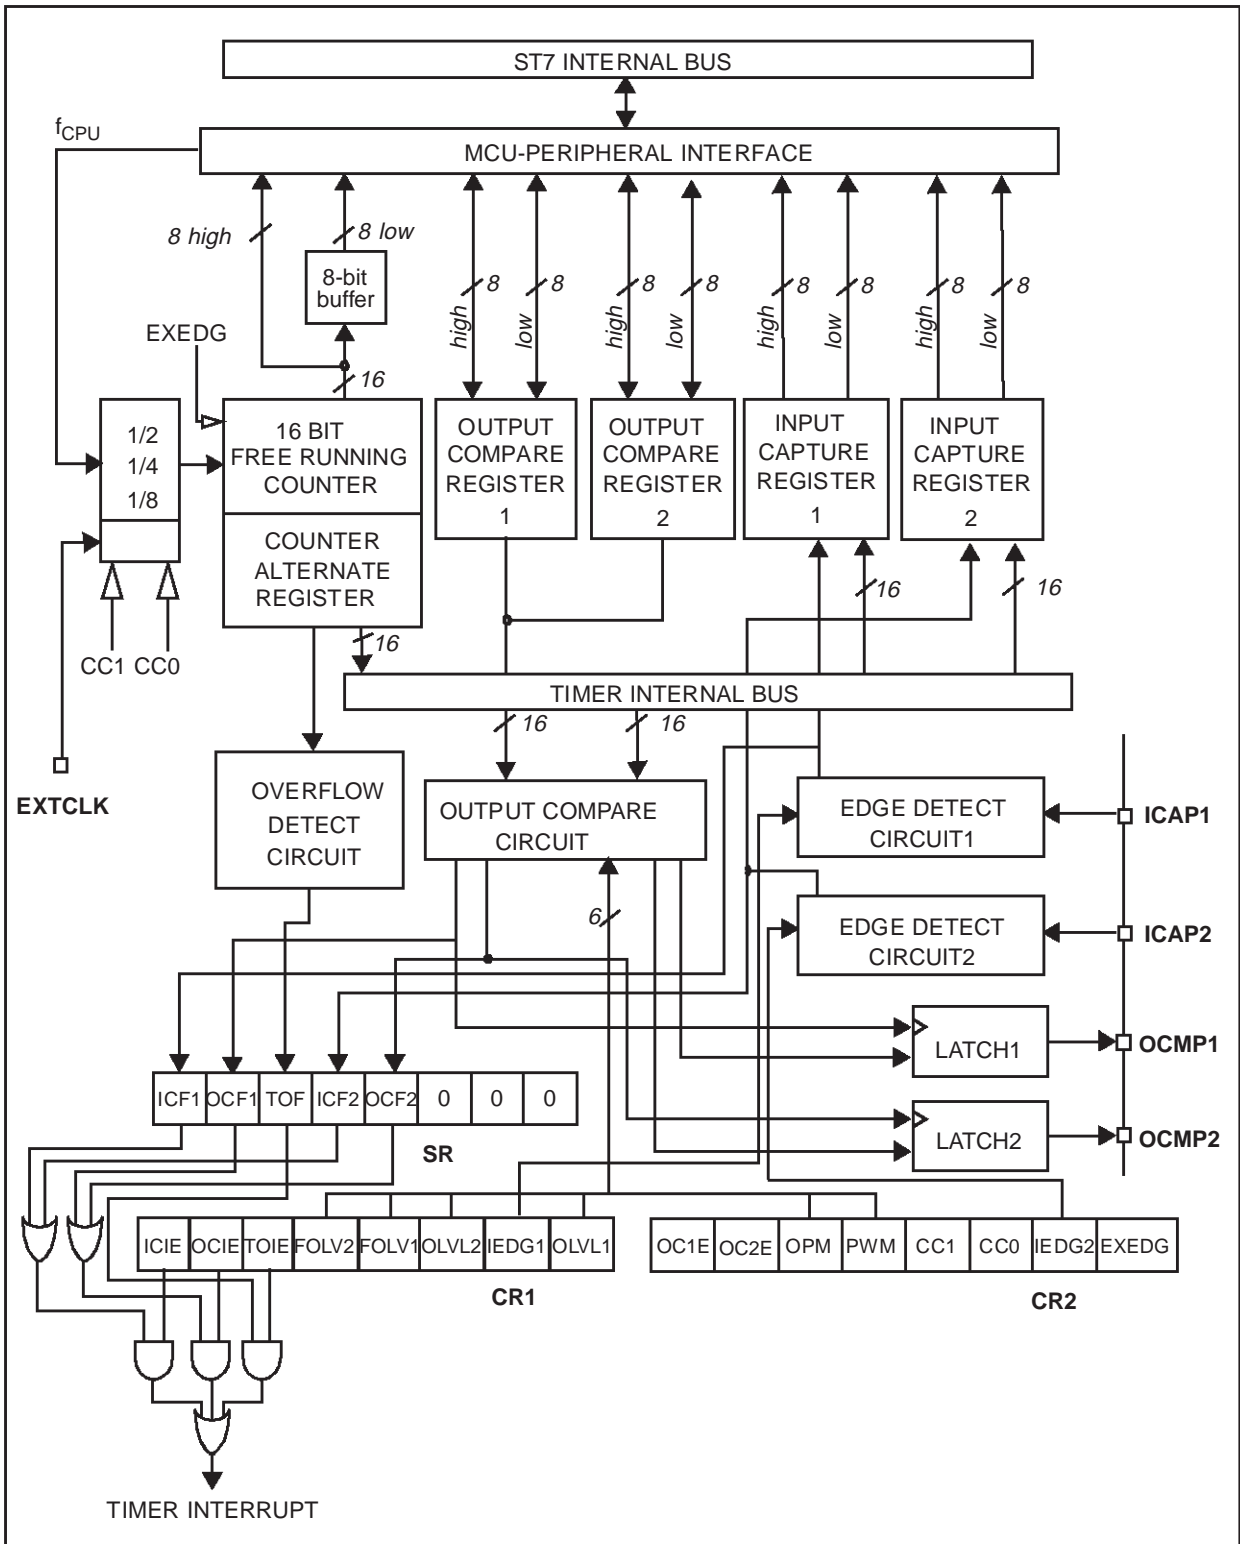 ST7 INTERNAL BUS
fCPU
MCU-PERIPHERAL INTERFACE
8 high
8 low
8-bit
buffer
8
8
8
8
8
8
8
8
high
low
high
low
high
low
high
low
EXEDG
16
1/2
1/4
1/8
16 BIT
FREE RUNNING
COUNTER
OUTPUT
COMPARE
REGISTER
1
OUTPUT
COMPARE
REGISTER
2
INPUT
CAPTURE
REGISTER
1
INPUT
CAPTURE
REGISTER
2
COUNTER
ALTERNATE
REGISTER
16
16
16
CC1 CC0
TIMER INTERNAL BUS
16
16
EXTCLK
OVERFLOW
DETECT
CIRCUIT
OUTPUT COMPARE
CIRCUIT
EDGE DETECT
CIRCUIT1
ICAP1
6
EDGE DETECT
CIRCUIT2
ICAP2
LATCH1
OCMP1
ICF1 OCF1 TOF ICF2 OCF2 0 0 0
SR
LATCH2
OCMP2
ICIE OCIE TOIE FOLV2 FOLV1 OLVL2 IEDG1 OLVL1
CR1
OC1E OC2E OPM PWM CC1 CC0 IEDG2 EXEDG
CR2
TIMER INTERRUPT